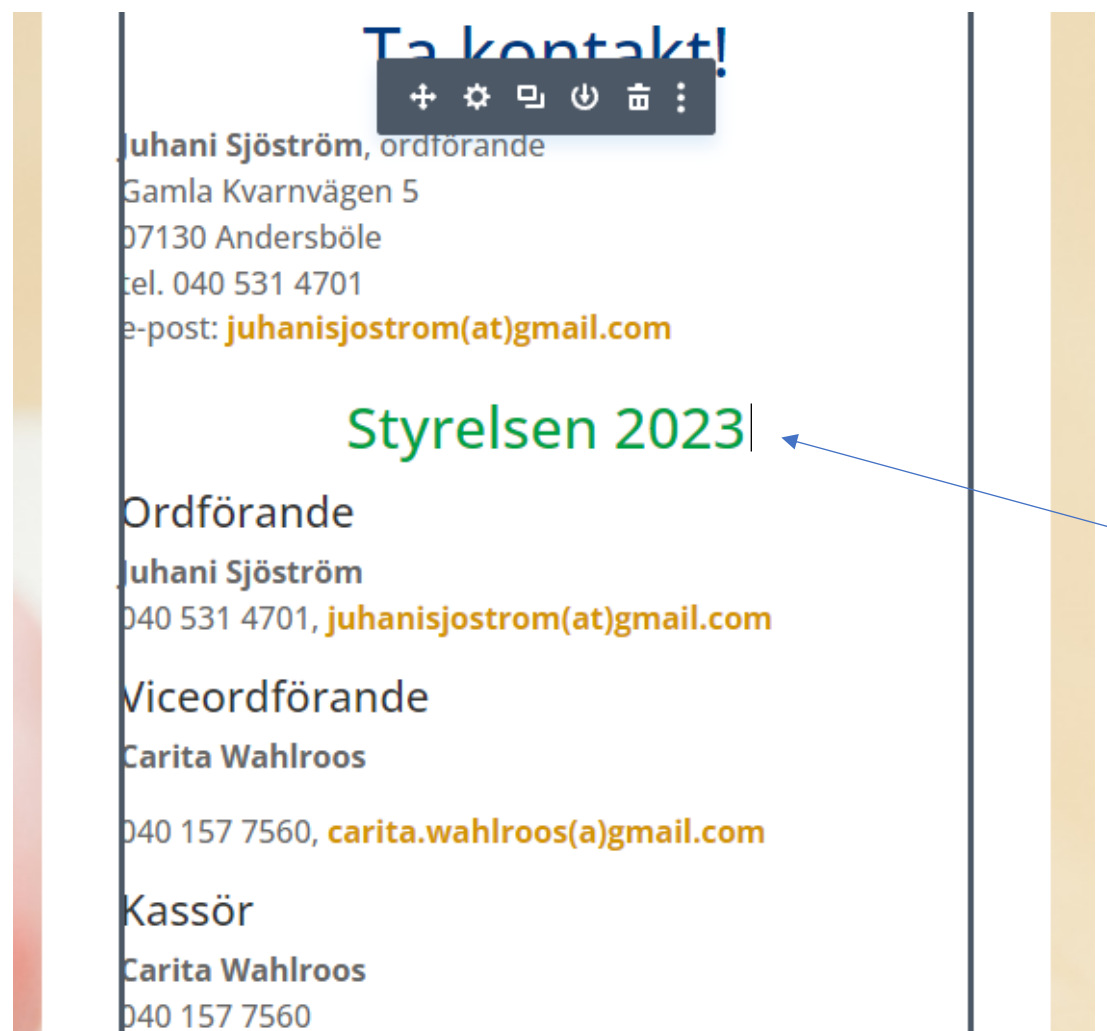 Ta kontakt!
Juhani Sjöström, ordförande
Gamla Kvarnvägen 5
07130 Andersböle
tel. 040 531 4701
e-post: juhanisjostrom(at)gmail.com
Styrelsen 2023
Ordförande
Juhani Sjöström
040 531 4701, juhanisjostrom(at)gmail.com
Viceordförande
Carita Wahlroos
040 157 7560, carita.wahlroos(a)gmail.com
Kassör
Carita Wahlroos
040 157 7560